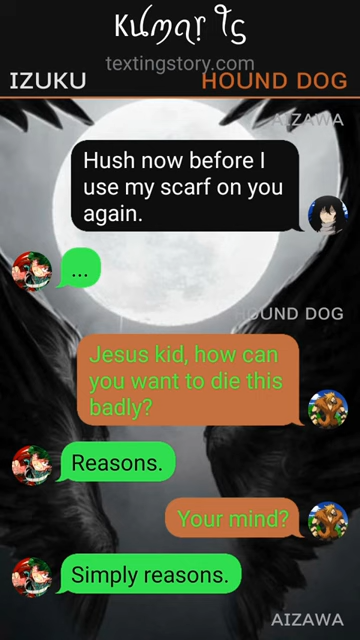 Kumar Ts
textingstory.com
IZUKU HOUND DOG
AIZAWA
Hush now before I
use my scarf on you
again.
...
HOUND DOG
Jesus kid, how can
you want to die this
badly?
Reasons.
Your mind?
Simply reasons.
AIZAWA